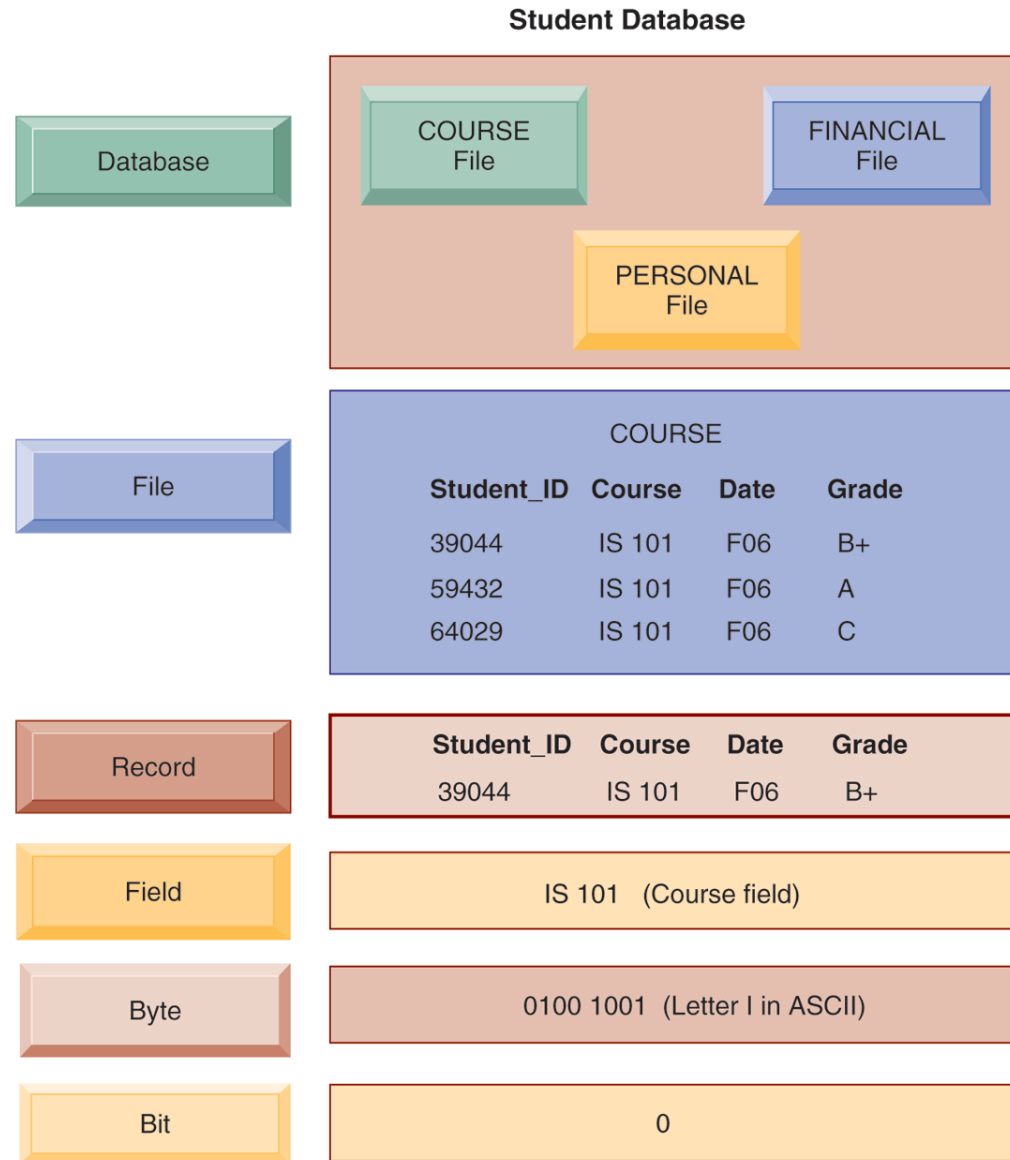 Student Database
Database
COURSE
File
FINANCIAL
File
PERSONAL
File
File
COURSE
Student_ID Course Date Grade
39044 IS 101 F06 B+
59432 IS 101 F06 A
64029 IS 101 F06 C
Record
Student_ID Course Date Grade
39044 IS 101 F06 B+
Field
IS 101 (Course field)
Byte
0100 1001 (Letter I in ASCII)
Bit
0